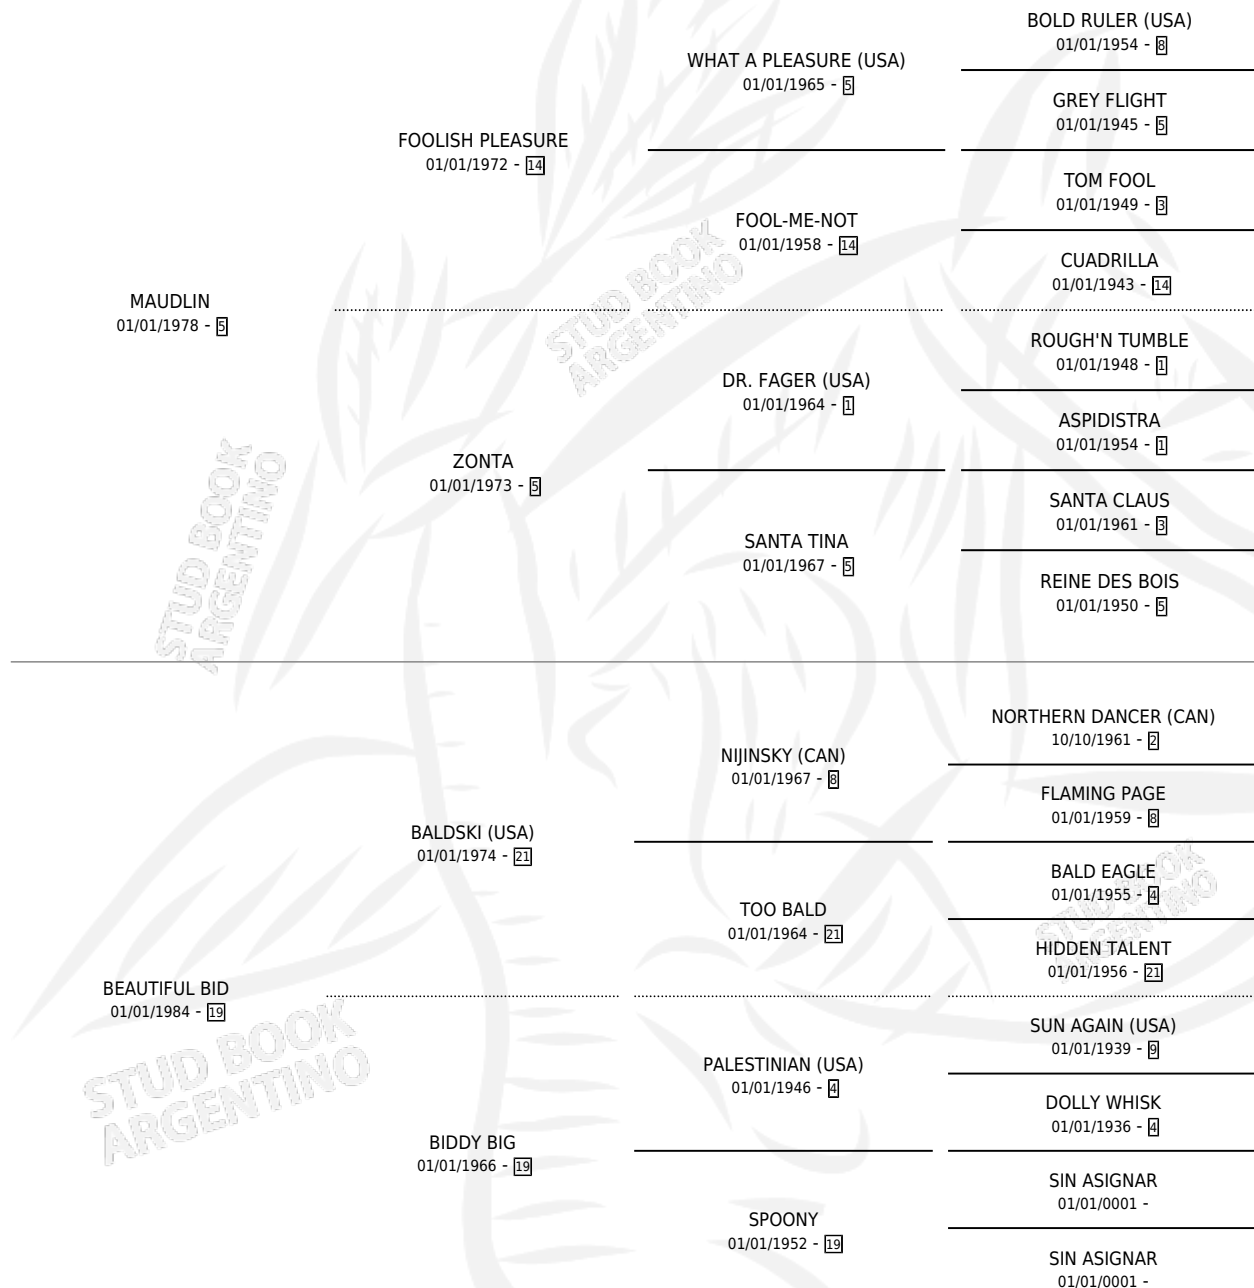 BOLD RULER (USA)
01/01/1954 - 8
WHAT A PLEASURE (USA)
01/01/1965 - 5
GREY FLIGHT
01/01/1945 - 5
FOOLISH PLEASURE
01/01/1972 - 14
TOM FOOL
01/01/1949 - 3
FOOL-ME-NOT
01/01/1958 - 14
CUADRILLA
01/01/1943 - 14
MAUDLIN
01/01/1978 - 5
ROUGH'N TUMBLE
01/01/1948 - 1
DR. FAGER (USA)
01/01/1964 - 1
ASPIDISTRA
01/01/1954 - 1
ZONTA
01/01/1973 - 5
SANTA CLAUS
01/01/1961 - 3
SANTA TINA
01/01/1967 - 5
REINE DES BOIS
01/01/1950 - 5
STUD BOOK
ARGENTINO
STUD BOOK
ARGENTINO
NORTHERN DANCER (CAN)
10/10/1961 - 2
NIJINSKY (CAN)
01/01/1967 - 8
FLAMING PAGE
01/01/1959 - 8
BALDSKI (USA)
01/01/1974 - 21
BALD EAGLE
01/01/1955 - 4
TOO BALD
01/01/1964 - 21
HIDDEN TALENT
01/01/1956 - 21
BEAUTIFUL BID
01/01/1984 - 19
SUN AGAIN (USA)
01/01/1939 - 9
PALESTINIAN (USA)
01/01/1946 - 4
DOLLY WHISK
01/01/1936 - 4
BIDDY BIG
01/01/1966 - 19
SIN ASIGNAR
01/01/0001 -
SPOONY
01/01/1952 - 19
SIN ASIGNAR
01/01/0001 -
STUD BOOK
ARGENTINO
STUD BOOK
ARGENTINO